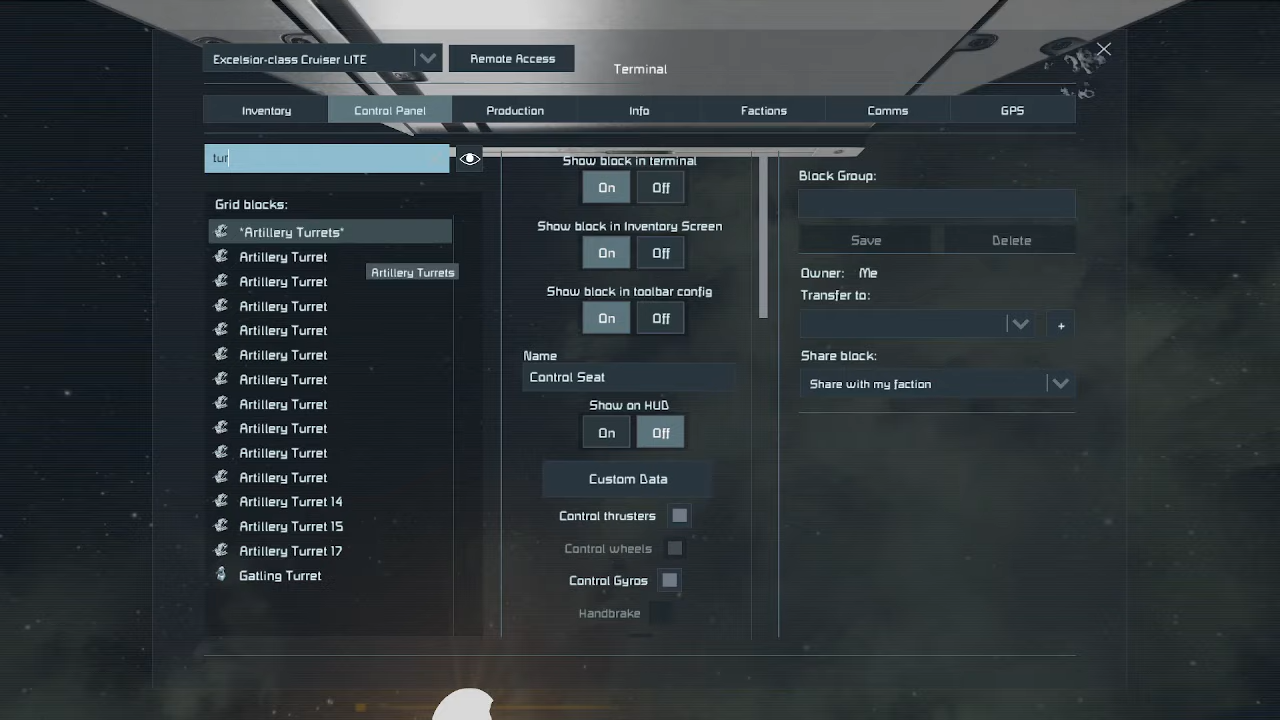 Excelsior-class Cruiser LITE
Remote Access
Terminal
Inventory
Control Panel
Production
Info
Factions
Comms
GPS
tur
Grid blocks:
*Artillery Turrets*
Artillery Turret
Artillery Turrets
Artillery Turret
Artillery Turret
Artillery Turret
Artillery Turret
Artillery Turret
Artillery Turret
Artillery Turret
Artillery Turret
Artillery Turret
Artillery Turret 14
Artillery Turret 15
Artillery Turret 17
Gatling Turret
Show block in terminal
On Off
Show block in Inventory Screen
On Off
Show block in toolbar config
On Off
Name
Control Seat
Show on HUD
On Off
Custom Data
Control thrusters
Control wheels
Control Gyros
Handbrake
Block Group:
Save
Delete
Owner: Me
Transfer to:
+
Share block:
Share with my faction